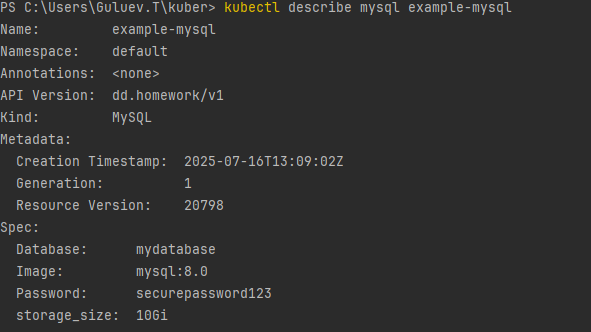 PS C:\Users\Guluev.T\kuber> kubectl describe mysql example-mysql
Name:         example-mysql
Namespace:    default
Annotations:  <none>
API Version:  dd.homework/v1
Kind:         MySQL
Metadata:
  Creation Timestamp:  2025-07-16T13:09:02Z
  Generation:          1
  Resource Version:    20798
Spec:
  Database:      mydatabase
  Image:         mysql:8.0
  Password:      securepassword123
  storage_size:  10Gi